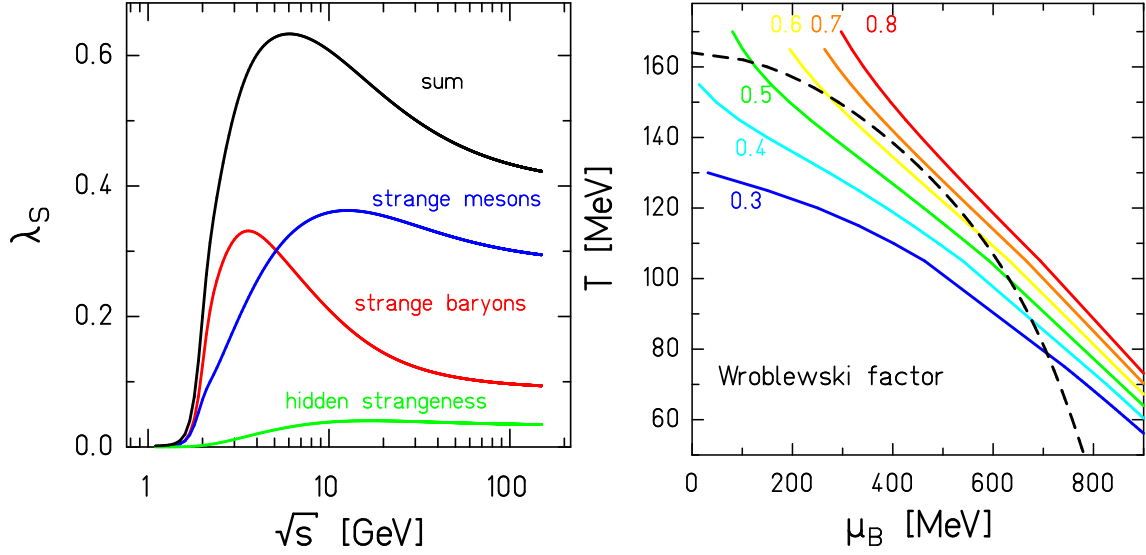 0.6
0.4
0.2
0.0
λS
sum
strange mesons
strange baryons
hidden strangeness
1
10
100
√s [GeV]
160
140
120
100
80
60
T [MeV]
0.6
0.7
0.8
0.5
0.4
0.3
Wroblewski factor
0
200
400
600
800
μB [MeV]